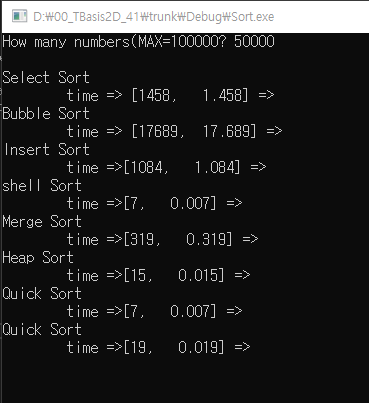 D:\00_TBasis2D_41\trunk\Debug\Sort.exe
How many numbers(MAX=100000? 50000
Select Sort
time => [1458,   1.458] =>
Bubble Sort
time => [17689,  17.689] =>
Insert Sort
time =>[1084,   1.084] =>
shell Sort
time =>[7,   0.007] =>
Merge Sort
time =>[319,   0.319] =>
Heap Sort
time =>[15,   0.015] =>
Quick Sort
time =>[7,   0.007] =>
Quick Sort
time =>[19,   0.019] =>